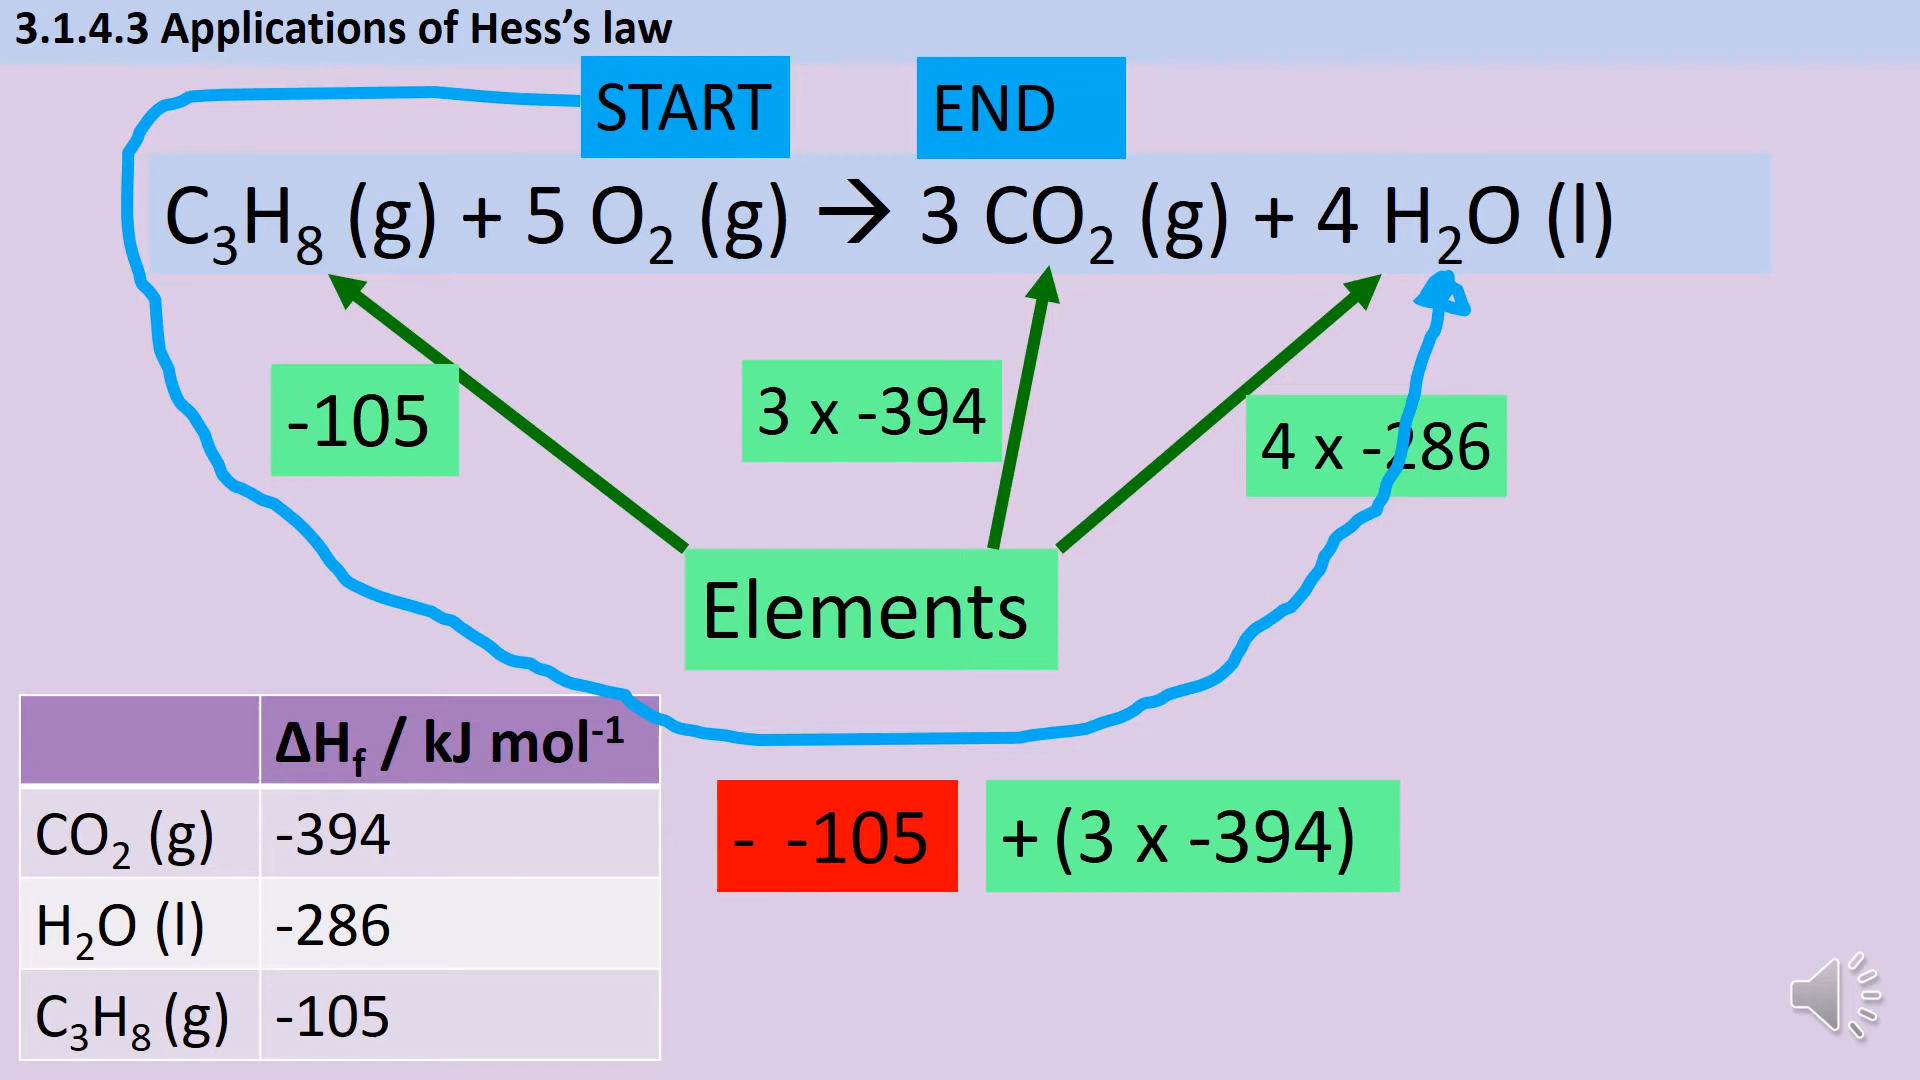 3.1.4.3 Applications of Hess’s law
START
END
C₃H₈ (g) + 5 O₂ (g) → 3 CO₂ (g) + 4 H₂O (l)
-105
3 x -394
4 x -286
Elements
ΔHf / kJ mol⁻¹
CO₂ (g) -394
H₂O (l) -286
C₃H₈ (g) -105
- -105
+ (3 x -394)